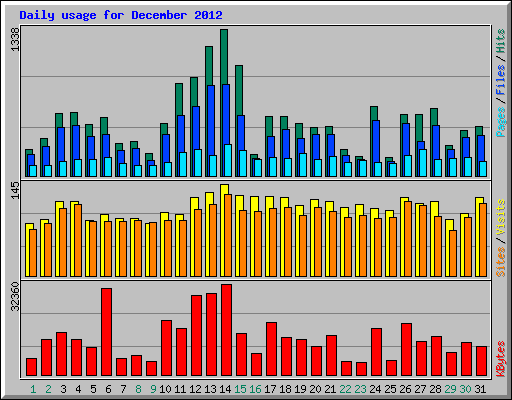 Daily usage for December 2012
1338
Pages / Files / Hits
145
Sites / Visits
32360
KBytes
1 2 3 4 5 6 7 8 9 10 11 12 13 14 15 16 17 18 19 20 21 22 23 24 25 26 27 28 29 30 31